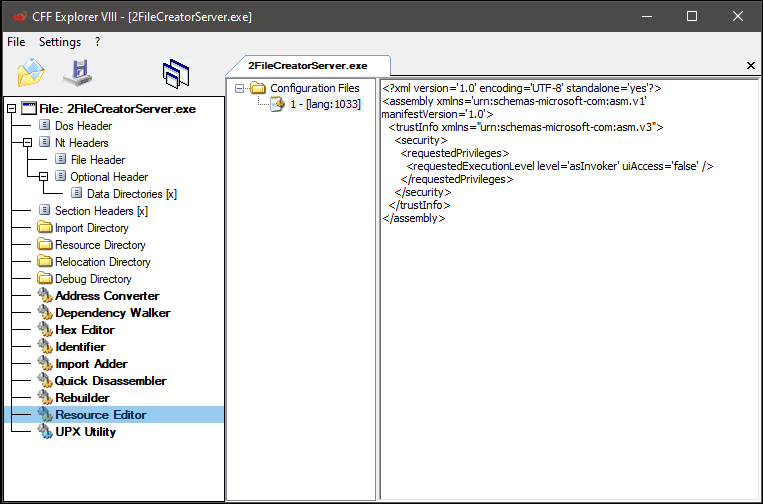 CFF Explorer VIII - [2FileCreatorServer.exe]
File Settings ?
2FileCreatorServer.exe
File: 2FileCreatorServer.exe
Dos Header
Nt Headers
File Header
Optional Header
Data Directories [x]
Section Headers [x]
Import Directory
Resource Directory
Relocation Directory
Debug Directory
Address Converter
Dependency Walker
Hex Editor
Identifier
Import Adder
Quick Disassembler
Rebuilder
Resource Editor
UPX Utility
Configuration Files
1 - [lang:1033]
<?xml version='1.0' encoding='UTF-8' standalone='yes'?>
<assembly xmlns='urn:schemas-microsoft-com:asm.v1'
manifestVersion='1.0'>
<trustInfo xmlns="urn:schemas-microsoft-com:asm.v3">
<security>
<requestedPrivileges>
<requestedExecutionLevel level='asInvoker' uiAccess='false' />
</requestedPrivileges>
</security>
</trustInfo>
</assembly>